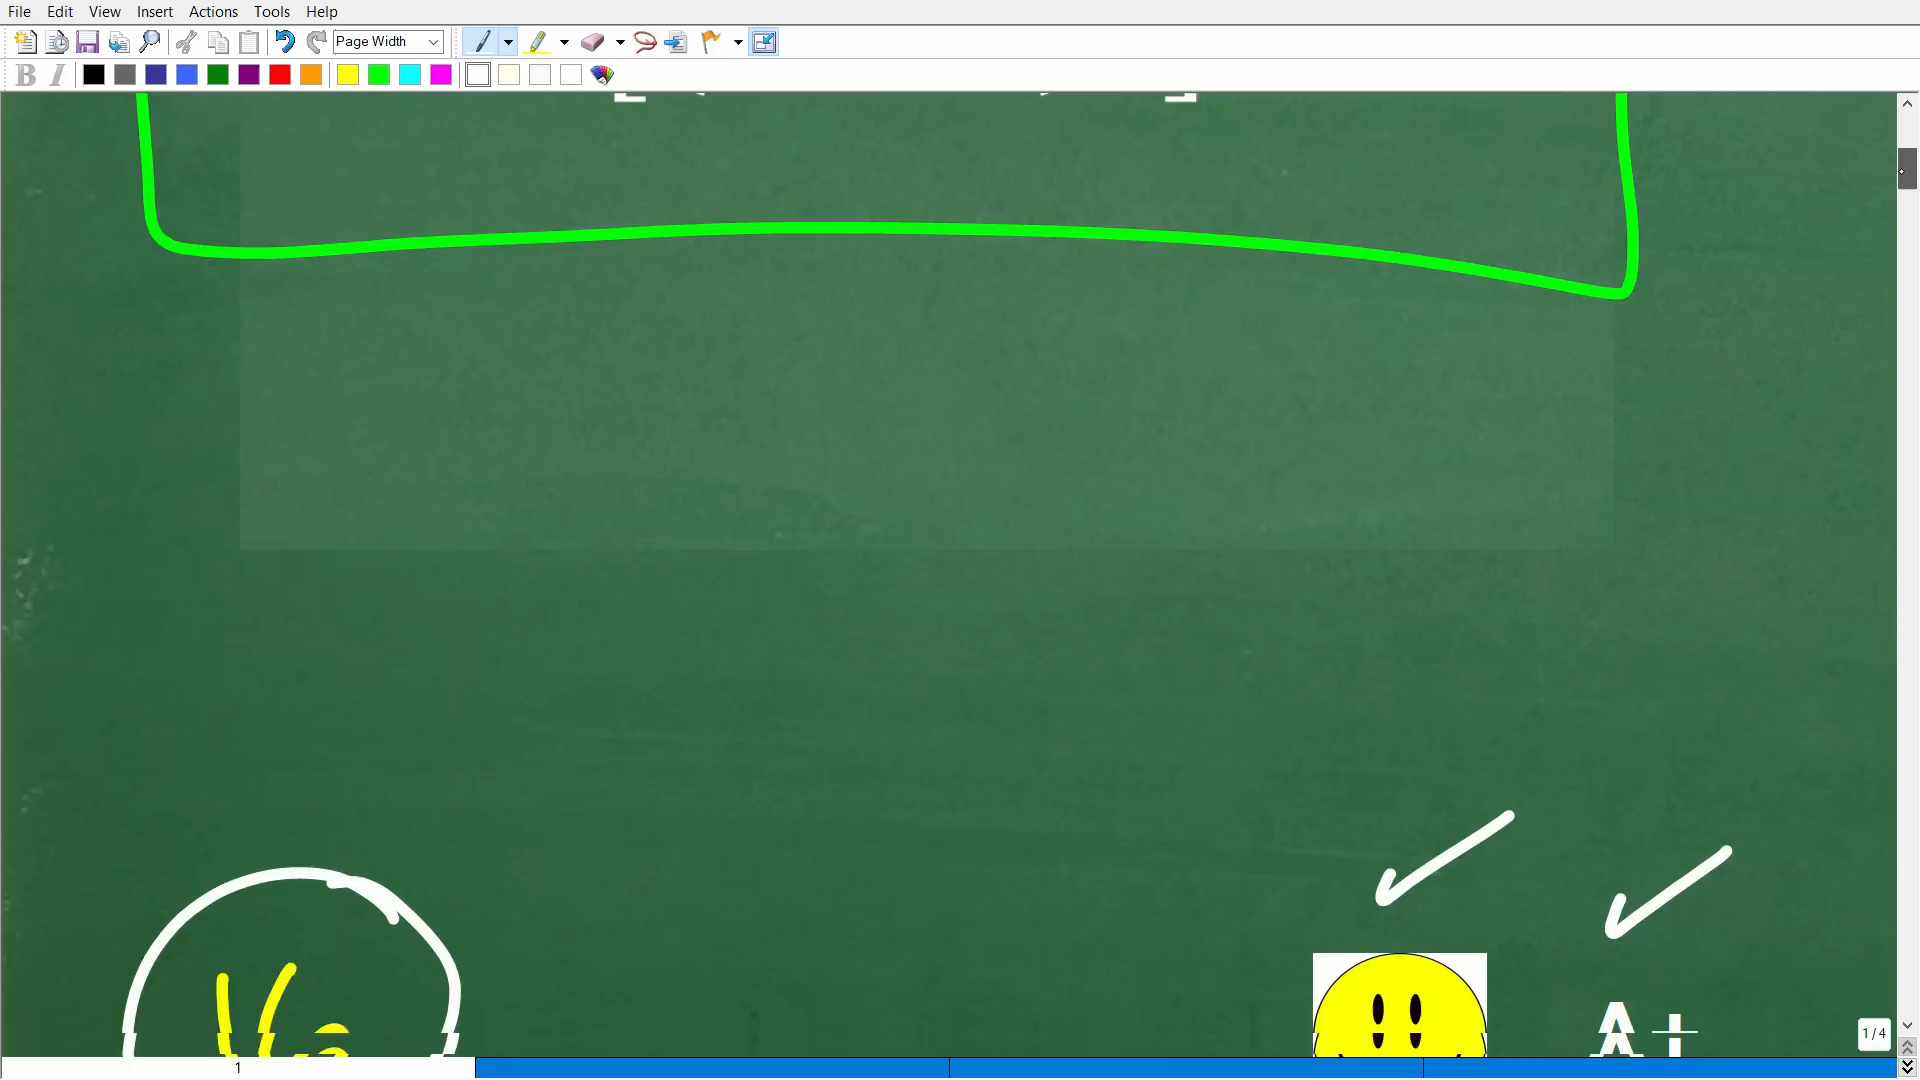 File Edit View Insert Actions Tools Help
Page Width
B I
A+
1 / 4
1